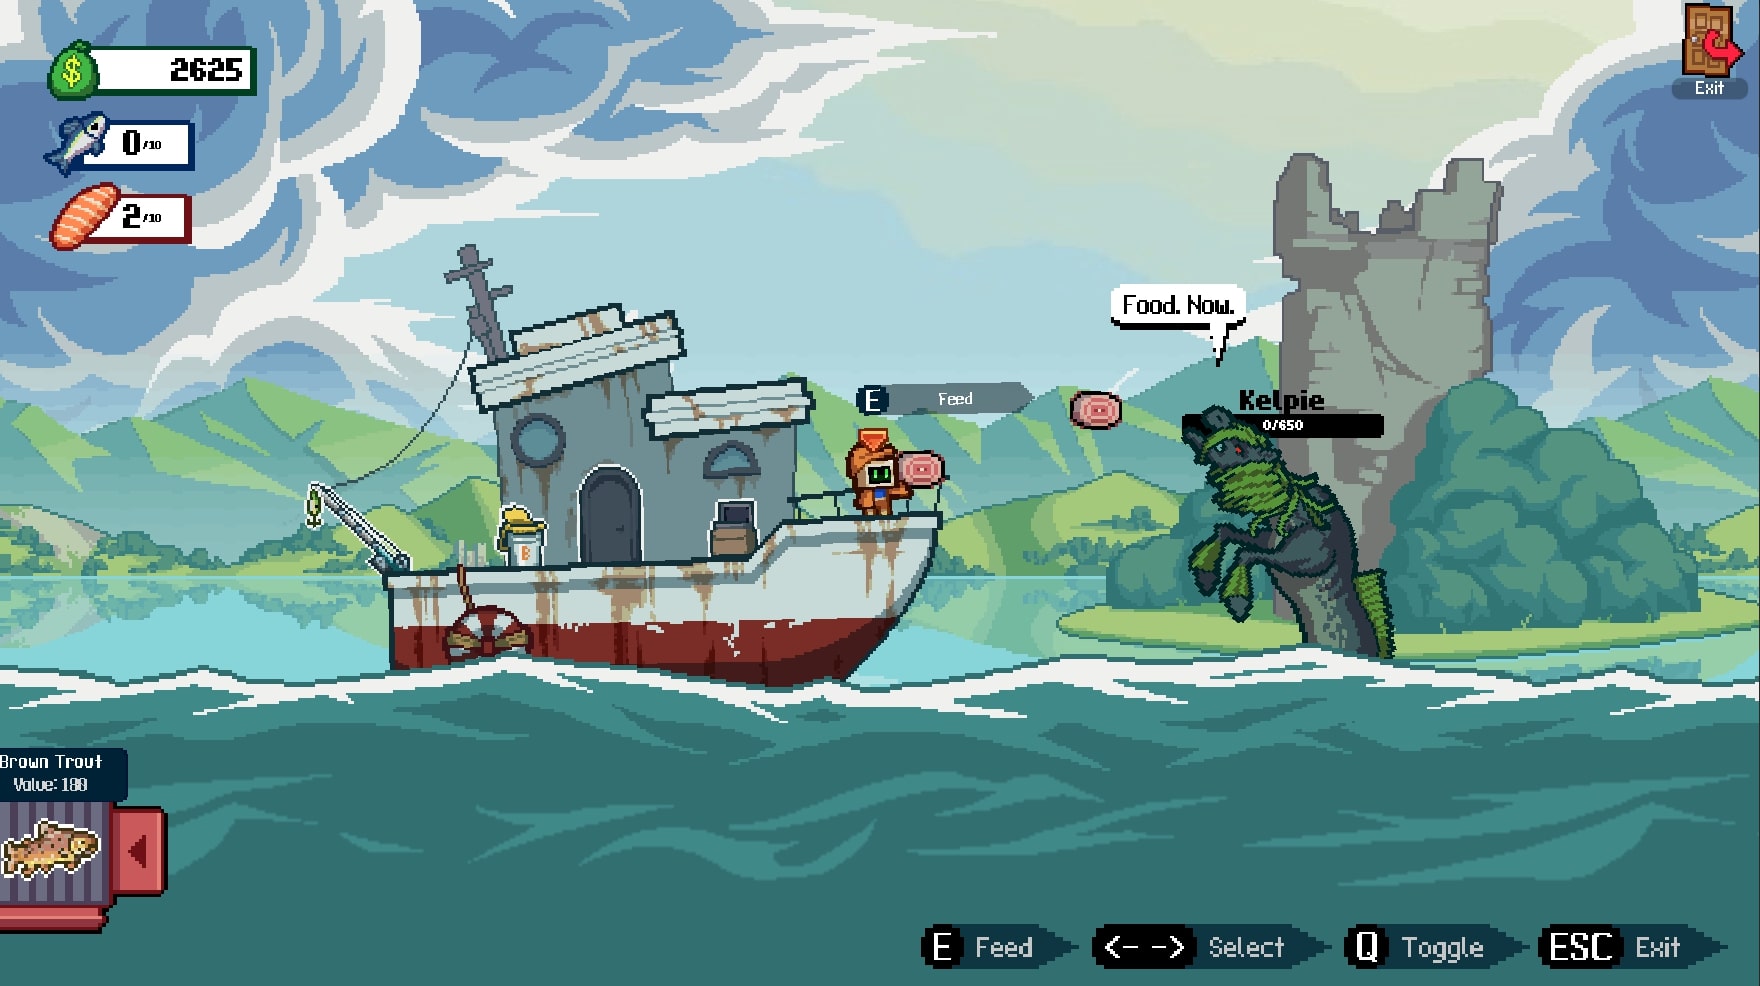 $ 2625
Exit
0/10
2/10
Food. Now.
E Feed
Kelpie
0/650
B
Brown Trout
Value: 100
E Feed
<- -> Select
Q Toggle
ESC Exit